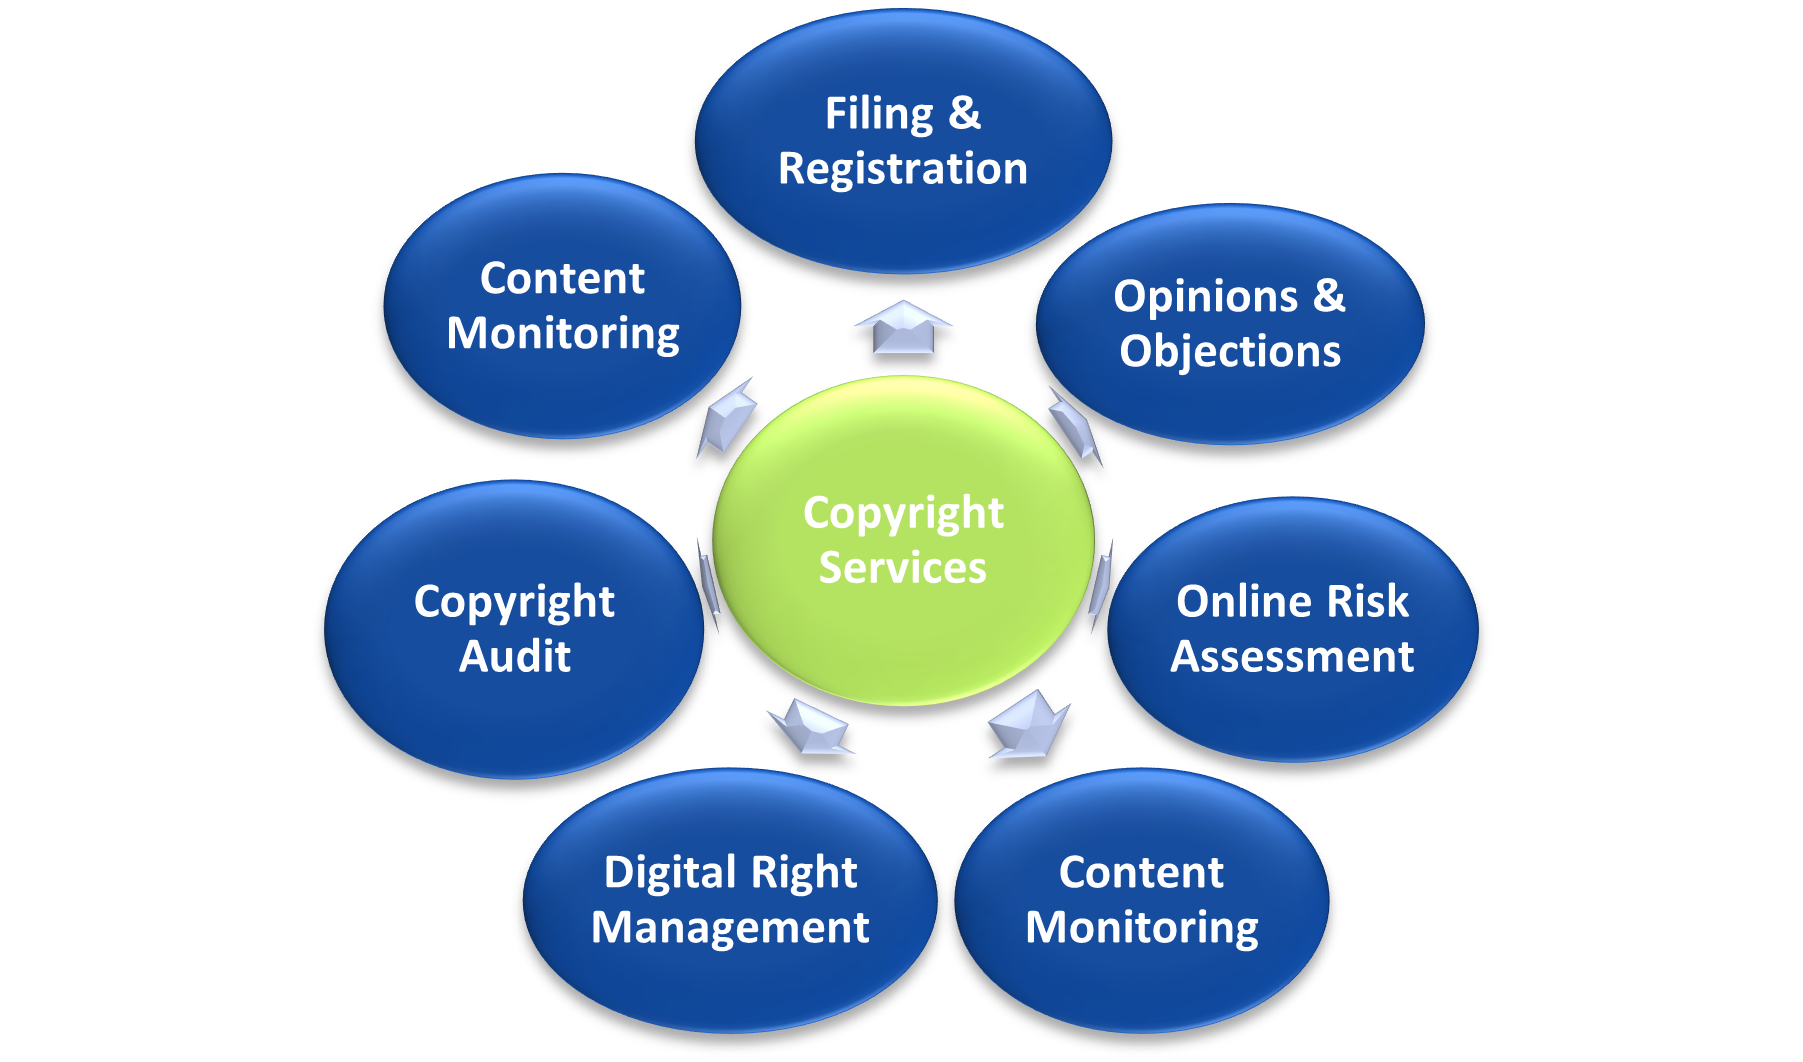 Filing &
Registration
Opinions &
Objections
Online Risk
Assessment
Content
Monitoring
Digital Right
Management
Copyright
Audit
Content
Monitoring
Copyright
Services